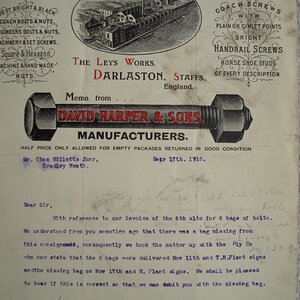 BEST BRIGHT & BLACK
COACH BOLTS & NUTS,
ENGINEERS BOLTS & NUTS,
MACHINERY & SET SCREWS,
Square & Hexagon,
MACHINE AND HAND MADE
NUTS
COACH SCREWS
WITH
PLAIN OR GIMLET POINTS
BRIGHT
HANDRAIL SCREWS
HORSE SHOE STUDS
OF EVERY DESCRIPTION
THE LEYS WORKS,
DARLASTON, STAFFS.
England.
Memo. from
DAVID HARPER & SONS,
MANUFACTURERS.
HALF PRICE ONLY ALLOWED FOR EMPTY PACKAGES RETURNED IN GOOD CONDITION
Mr. Chas Willetts Junr,
Cradley Heath.
17th. 1915.
Dear Sir,
With reference to our invoice of the 6th ulto for 6 bags of bolts.
We understood from you sometime ago that there was a bag missing from
this consignment, consequently we took the matter up with the Rly Co
who now state that the 5 bags were delivered Nov 11th and T.H.Plant signs
and the missing bag on Nov 17th and H. Plant signs. We shall be pleased
to hear if this is correct so that we can debit you with the missing bag.